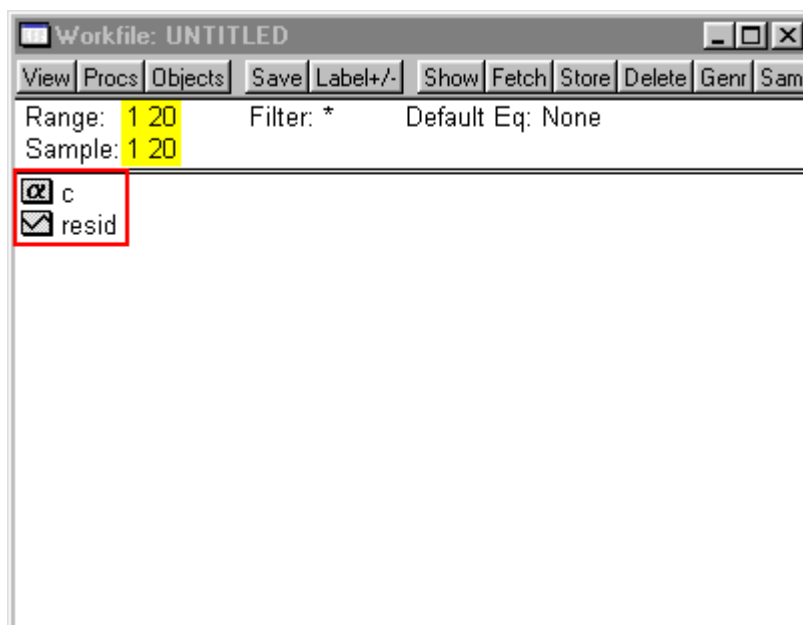 Workfile: UNTITLED
View Procs Objects Save Label+/- Show Fetch Store Delete Genr Sam
Range: 1 20 Filter: * Default Eq: None
Sample: 1 20
α c
resid